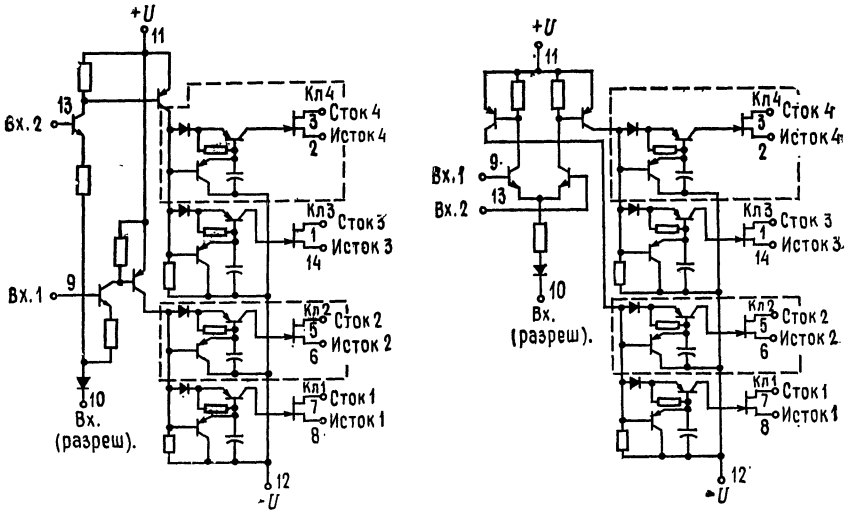 +U
11
13
Вх. 2
Кл4
3
Сток 4
2
Исток 4
Кл3
1
Сток 3
14
Исток 3
9
Вх. 1
Кл2
5
Сток 2
6
Исток 2
Кл1
7
Сток 1
8
Исток 1
10
Вх.
(разреш).
12
-U
+U
11
9
Вх.1
13
Вх. 2
Кл4
3
Сток 4
2
Исток 4
Кл3
1
Сток 3
14
Исток 3
10
Вх.
(разреш).
Кл2
5
Сток 2
6
Исток 2
Кл1
7
Сток 1
8
Исток 1
12
-U